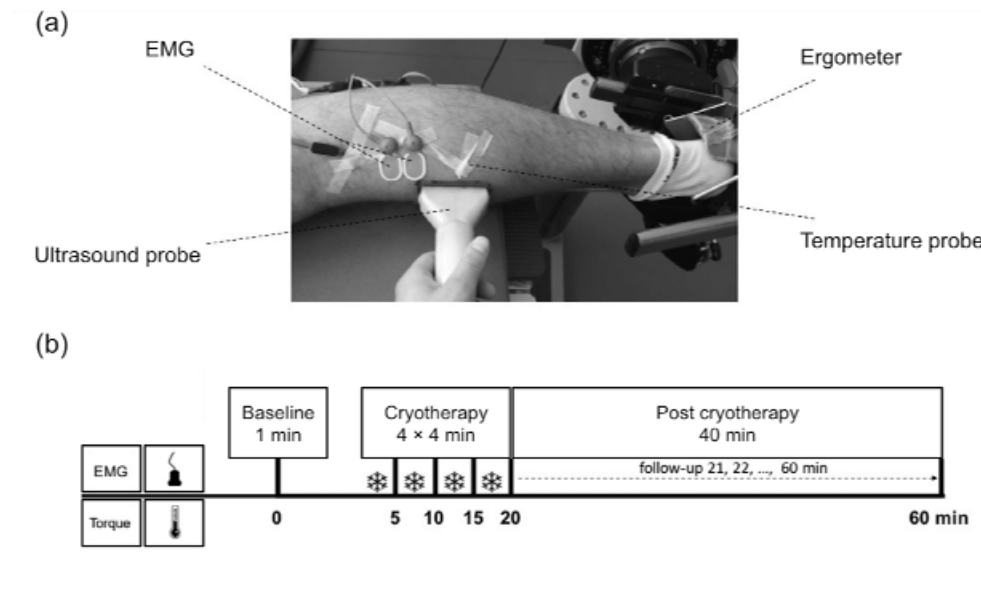 (a)
EMG
Ergometer
Ultrasound probe
Temperature probe
(b)
Baseline
1 min
Cryotherapy
4 × 4 min
Post cryotherapy
40 min
EMG
follow-up 21, 22, ..., 60 min
Torque
0
5
10
15
20
60 min